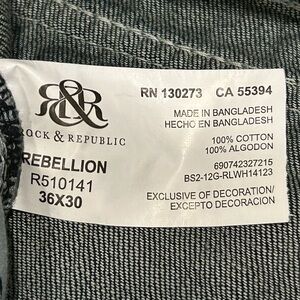 R&R
ROCK & REPUBLIC
REBELLION
R510141
36X30
RN 130273 CA 55394
MADE IN BANGLADESH
HECHO EN BANGLADESH
100% COTTON
100% ALGODON
690742327215
BS2-12G-RLWH14123
EXCLUSIVE OF DECORATION/
EXCEPTO DECORACION